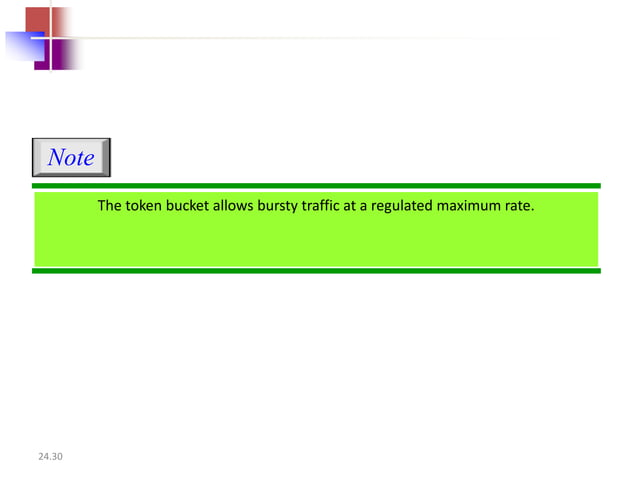 Note
The token bucket allows bursty traffic at a regulated maximum rate.
24.30